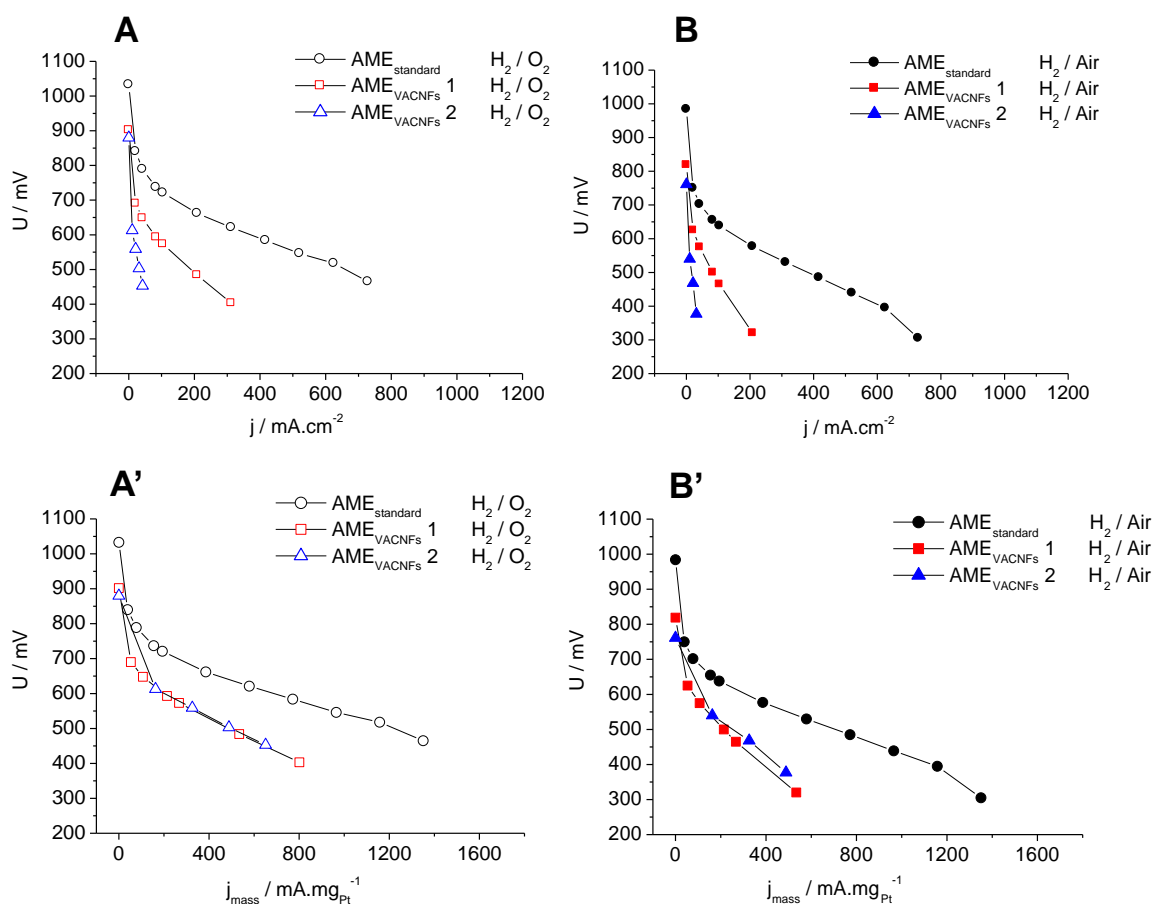 A
AME_standard H_2 / O_2
AME_VACNFs 1 H_2 / O_2
AME_VACNFs 2 H_2 / O_2
1100
1000
900
800
700
600
500
400
300
200
U / mV
0 200 400 600 800 1000 1200
j / mA.cm^-2
B
AME_standard H_2 / Air
AME_VACNFs 1 H_2 / Air
AME_VACNFs 2 H_2 / Air
1100
1000
900
800
700
600
500
400
300
200
U / mV
0 200 400 600 800 1000 1200
j / mA.cm^-2
A'
AME_standard H_2 / O_2
AME_VACNFs 1 H_2 / O_2
AME_VACNFs 2 H_2 / O_2
1100
1000
900
800
700
600
500
400
300
200
U / mV
0 400 800 1200 1600
j_mass / mA.mg_Pt^-1
B'
AME_standard H_2 / Air
AME_VACNFs 1 H_2 / Air
AME_VACNFs 2 H_2 / Air
1100
1000
900
800
700
600
500
400
300
200
U / mV
0 400 800 1200 1600
j_mass / mA.mg_Pt^-1